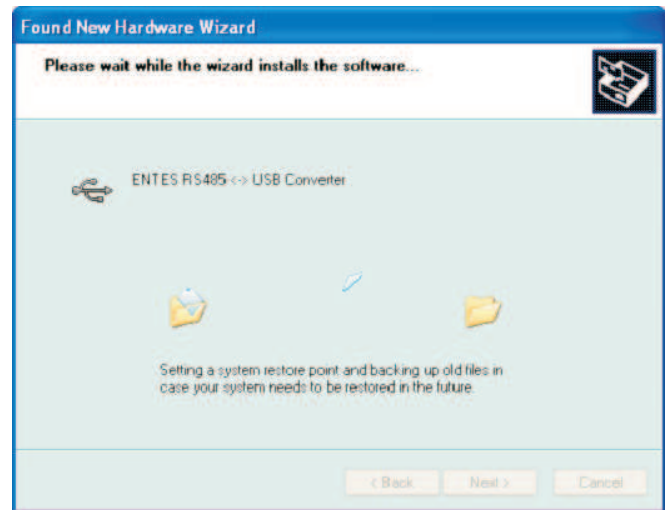 Found New Hardware Wizard
Please wait while the wizard installs the software...
ENTES RS485 <-> USB Converter
Setting a system restore point and backing up old files in
case your system needs to be restored in the future.
< Back Next > Cancel